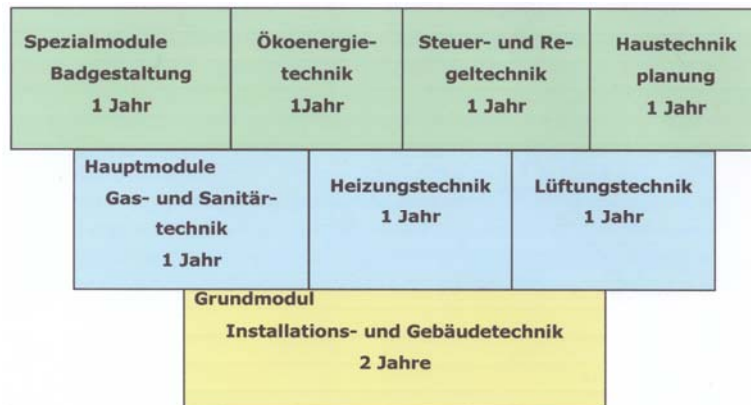 Spezialmodule
Badgestaltung
1 Jahr
Ökoenergie-
technik
1Jahr
Steuer- und Re-
geltechnik
1 Jahr
Haustechnik
planung
1 Jahr
Hauptmodule
Gas- und Sanitär-
technik
1 Jahr
Heizungstechnik
1 Jahr
Lüftungstechnik
1 Jahr
Grundmodul
Installations- und Gebäudetechnik
2 Jahre